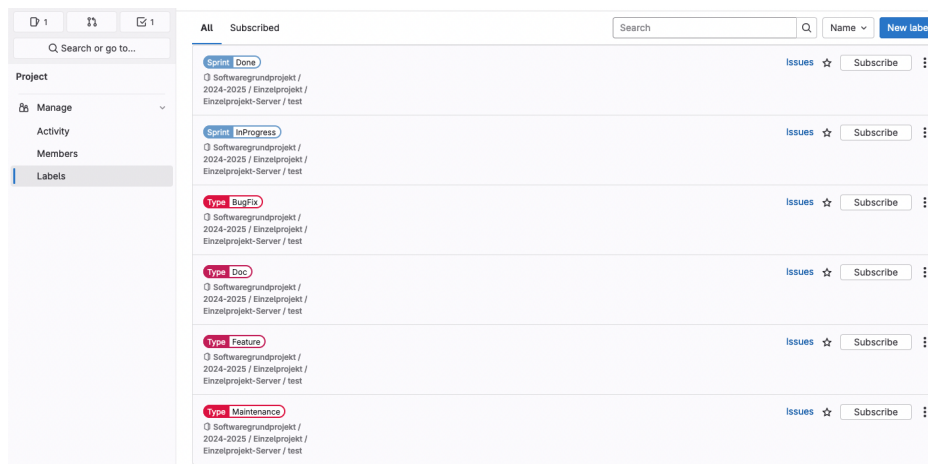 1 1
Search or go to...
Project
Manage
Activity
Members
Labels
All Subscribed Search Name New labe
Sprint Done Issues Subscribe
Softwaregrundprojekt /
2024-2025 / Einzelprojekt /
Einzelprojekt-Server / test
Sprint InProgress Issues Subscribe
Softwaregrundprojekt /
2024-2025 / Einzelprojekt /
Einzelprojekt-Server / test
Type BugFix Issues Subscribe
Softwaregrundprojekt /
2024-2025 / Einzelprojekt /
Einzelprojekt-Server / test
Type Doc Issues Subscribe
Softwaregrundprojekt /
2024-2025 / Einzelprojekt /
Einzelprojekt-Server / test
Type Feature Issues Subscribe
Softwaregrundprojekt /
2024-2025 / Einzelprojekt /
Einzelprojekt-Server / test
Type Maintenance Issues Subscribe
Softwaregrundprojekt /
2024-2025 / Einzelprojekt /
Einzelprojekt-Server / test